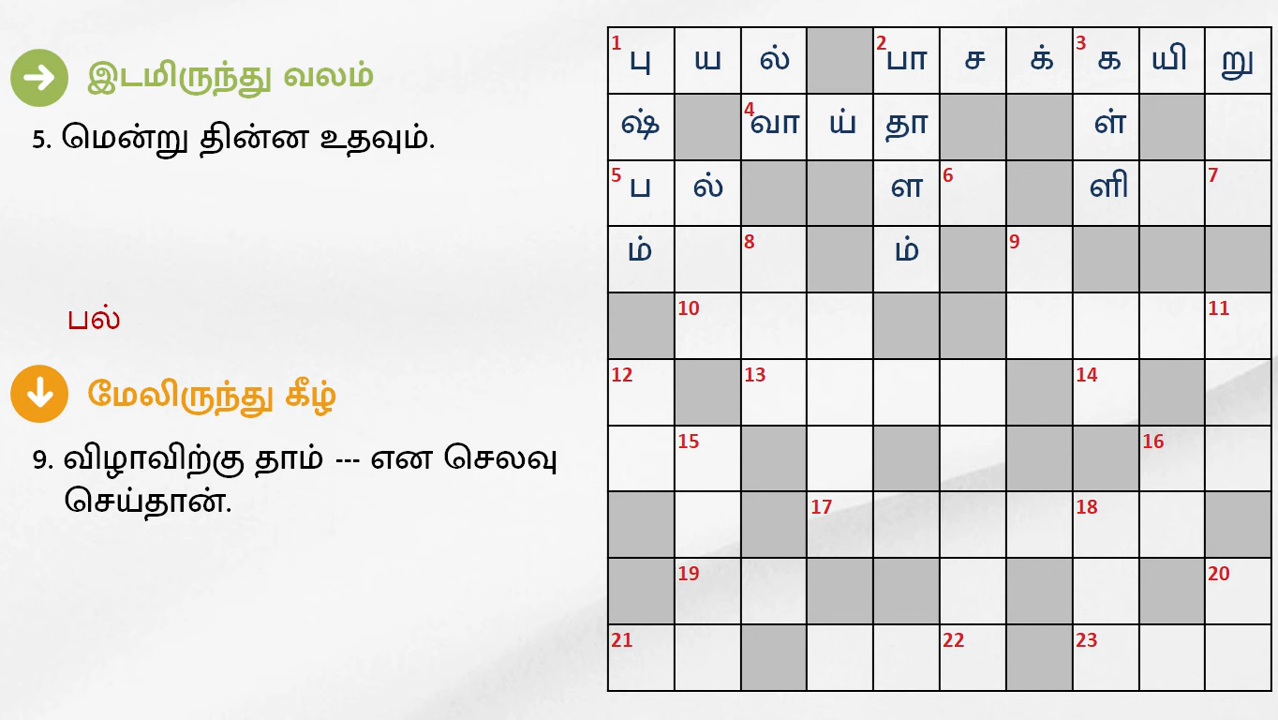 இடமிருந்து வலம்
5. மென்று தின்ன உதவும்.
பல்
மேலிருந்து கீழ்
9. விழாவிற்கு தாம் --- என செலவு
செய்தான்.
1 பு ய ல் 2 பா ச க் 3 க யி று
ஷ் 4 வா ய் தா ள்
5 ப ல் ள 6 ளி 7
ம் 8 ம் 9
10 11
12 13 14
15 16
17 18
19 20
21 22 23